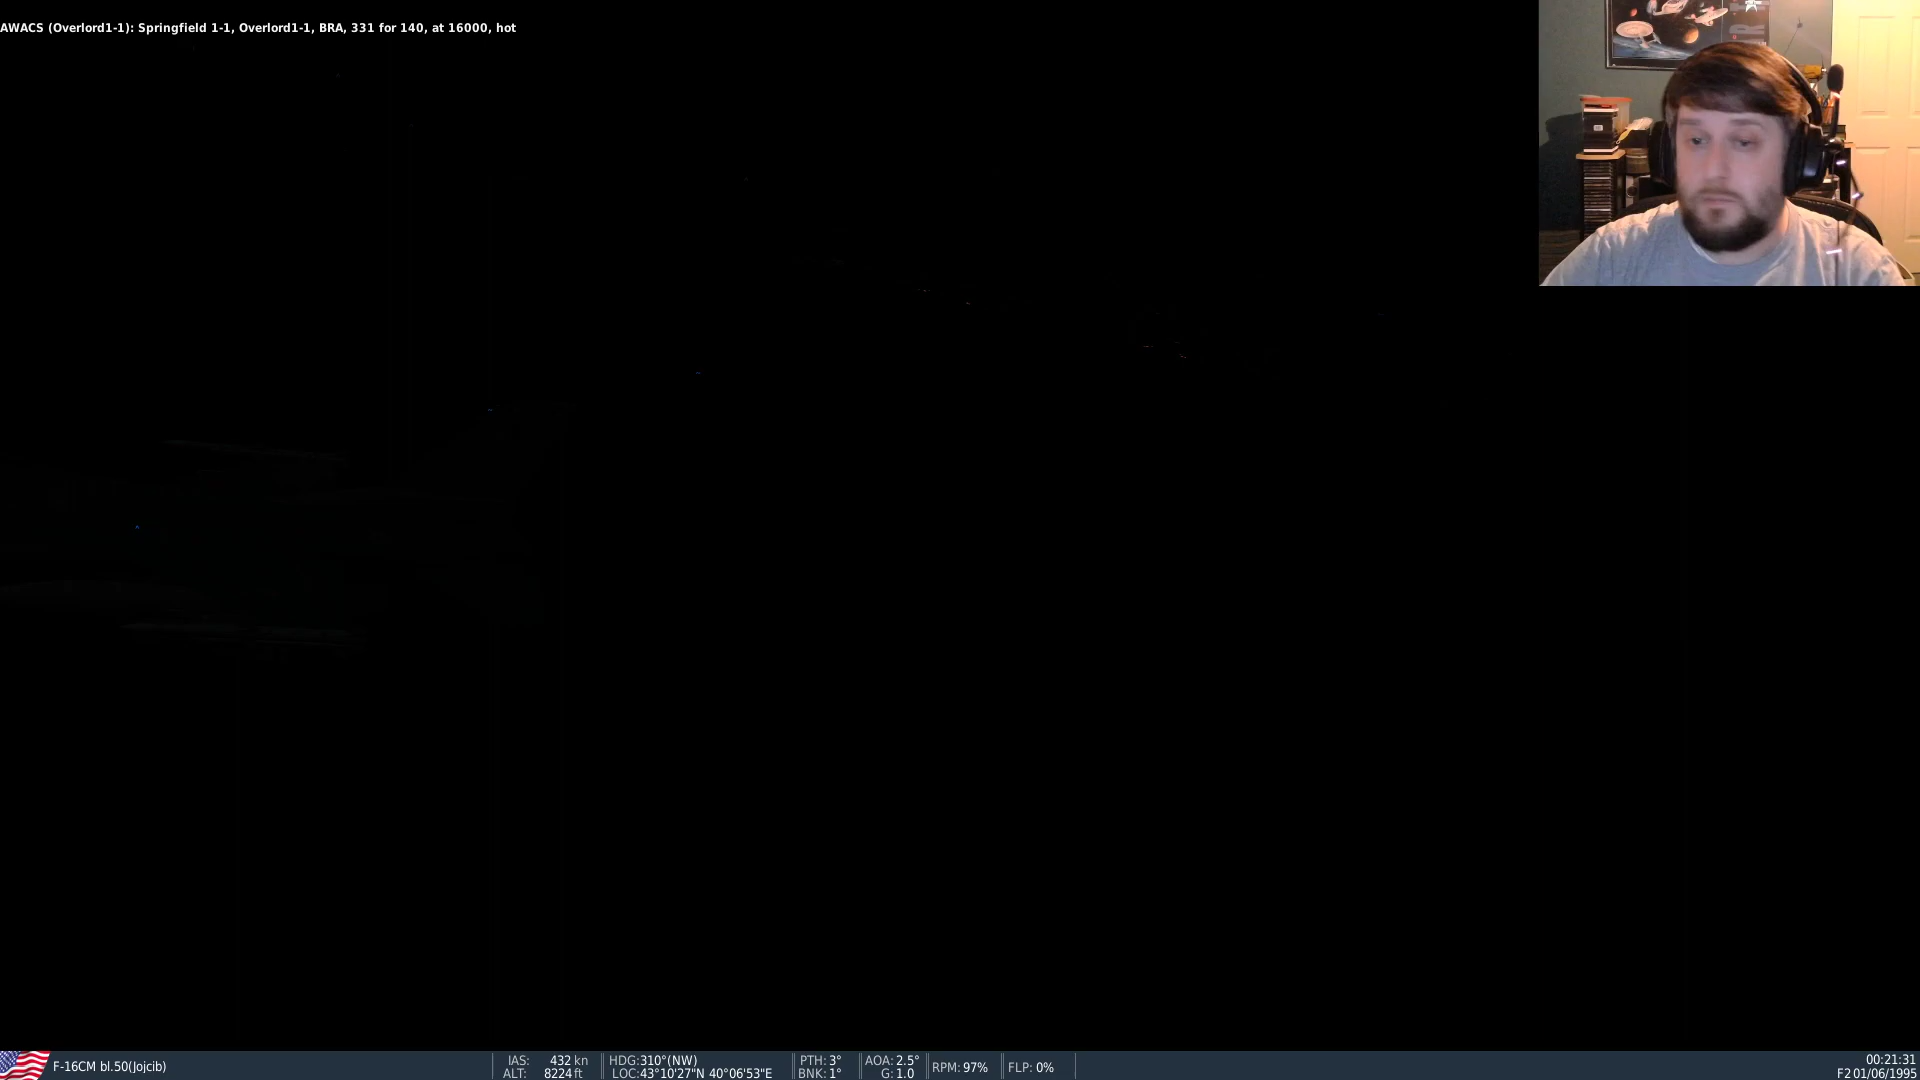 AWACS (Overlord1-1): Springfield 1-1, Overlord1-1, BRA, 331 for 140, at 16000, hot
F-16CM bl.50(Jojcib)
IAS: 432 kn
ALT: 8224 ft
HDG:310°(NW)
LOC:43°10'27"N 40°06'53"E
PTH: 3°
BNK: 1°
AOA: 2.5°
G: 1.0
RPM: 97%
FLP: 0%
00:21:31
F2 01/06/1995